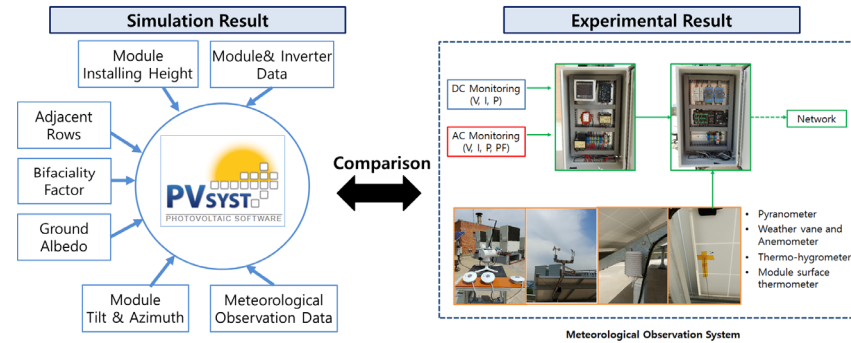 Simulation Result
Module
Installing Height
Module& Inverter
Data
Adjacent
Rows
Bifaciality
Factor
Ground
Albedo
PVSYST
PHOTOVOLTAIC SOFTWARE
Module
Tilt & Azimuth
Meteorological
Observation Data
Comparison
Experimental Result
DC Monitoring
(V, I, P)
AC Monitoring
(V, I, P, PF)
Network
• Pyranometer
• Weather vane and
Anemometer
• Thermo-hygrometer
• Module surface
thermometer
Meteorological Observation System